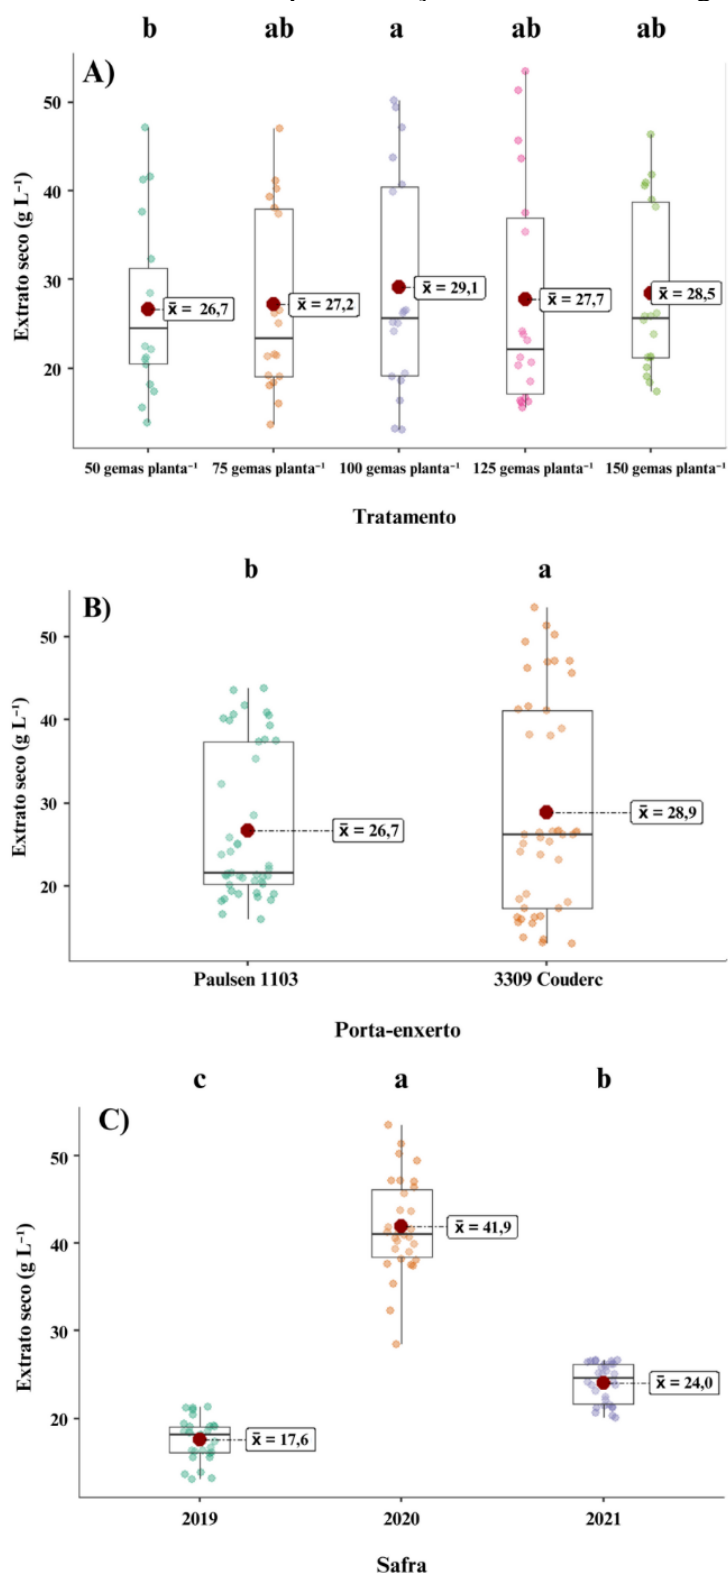 b ab a ab ab
A)
50
40
30
20
Extrato seco (g L⁻¹)
x̄ = 26,7
x̄ = 27,2
x̄ = 29,1
x̄ = 27,7
x̄ = 28,5
50 gemas planta⁻¹ 75 gemas planta⁻¹ 100 gemas planta⁻¹ 125 gemas planta⁻¹ 150 gemas planta⁻¹
Tratamento
b a
B)
50
40
30
20
Extrato seco (g L⁻¹)
x̄ = 26,7
x̄ = 28,9
Paulsen 1103 3309 Couderc
Porta-enxerto
c a b
C)
50
40
30
20
Extrato seco (g L⁻¹)
x̄ = 17,6
x̄ = 41,9
x̄ = 24,0
2019 2020 2021
Safra